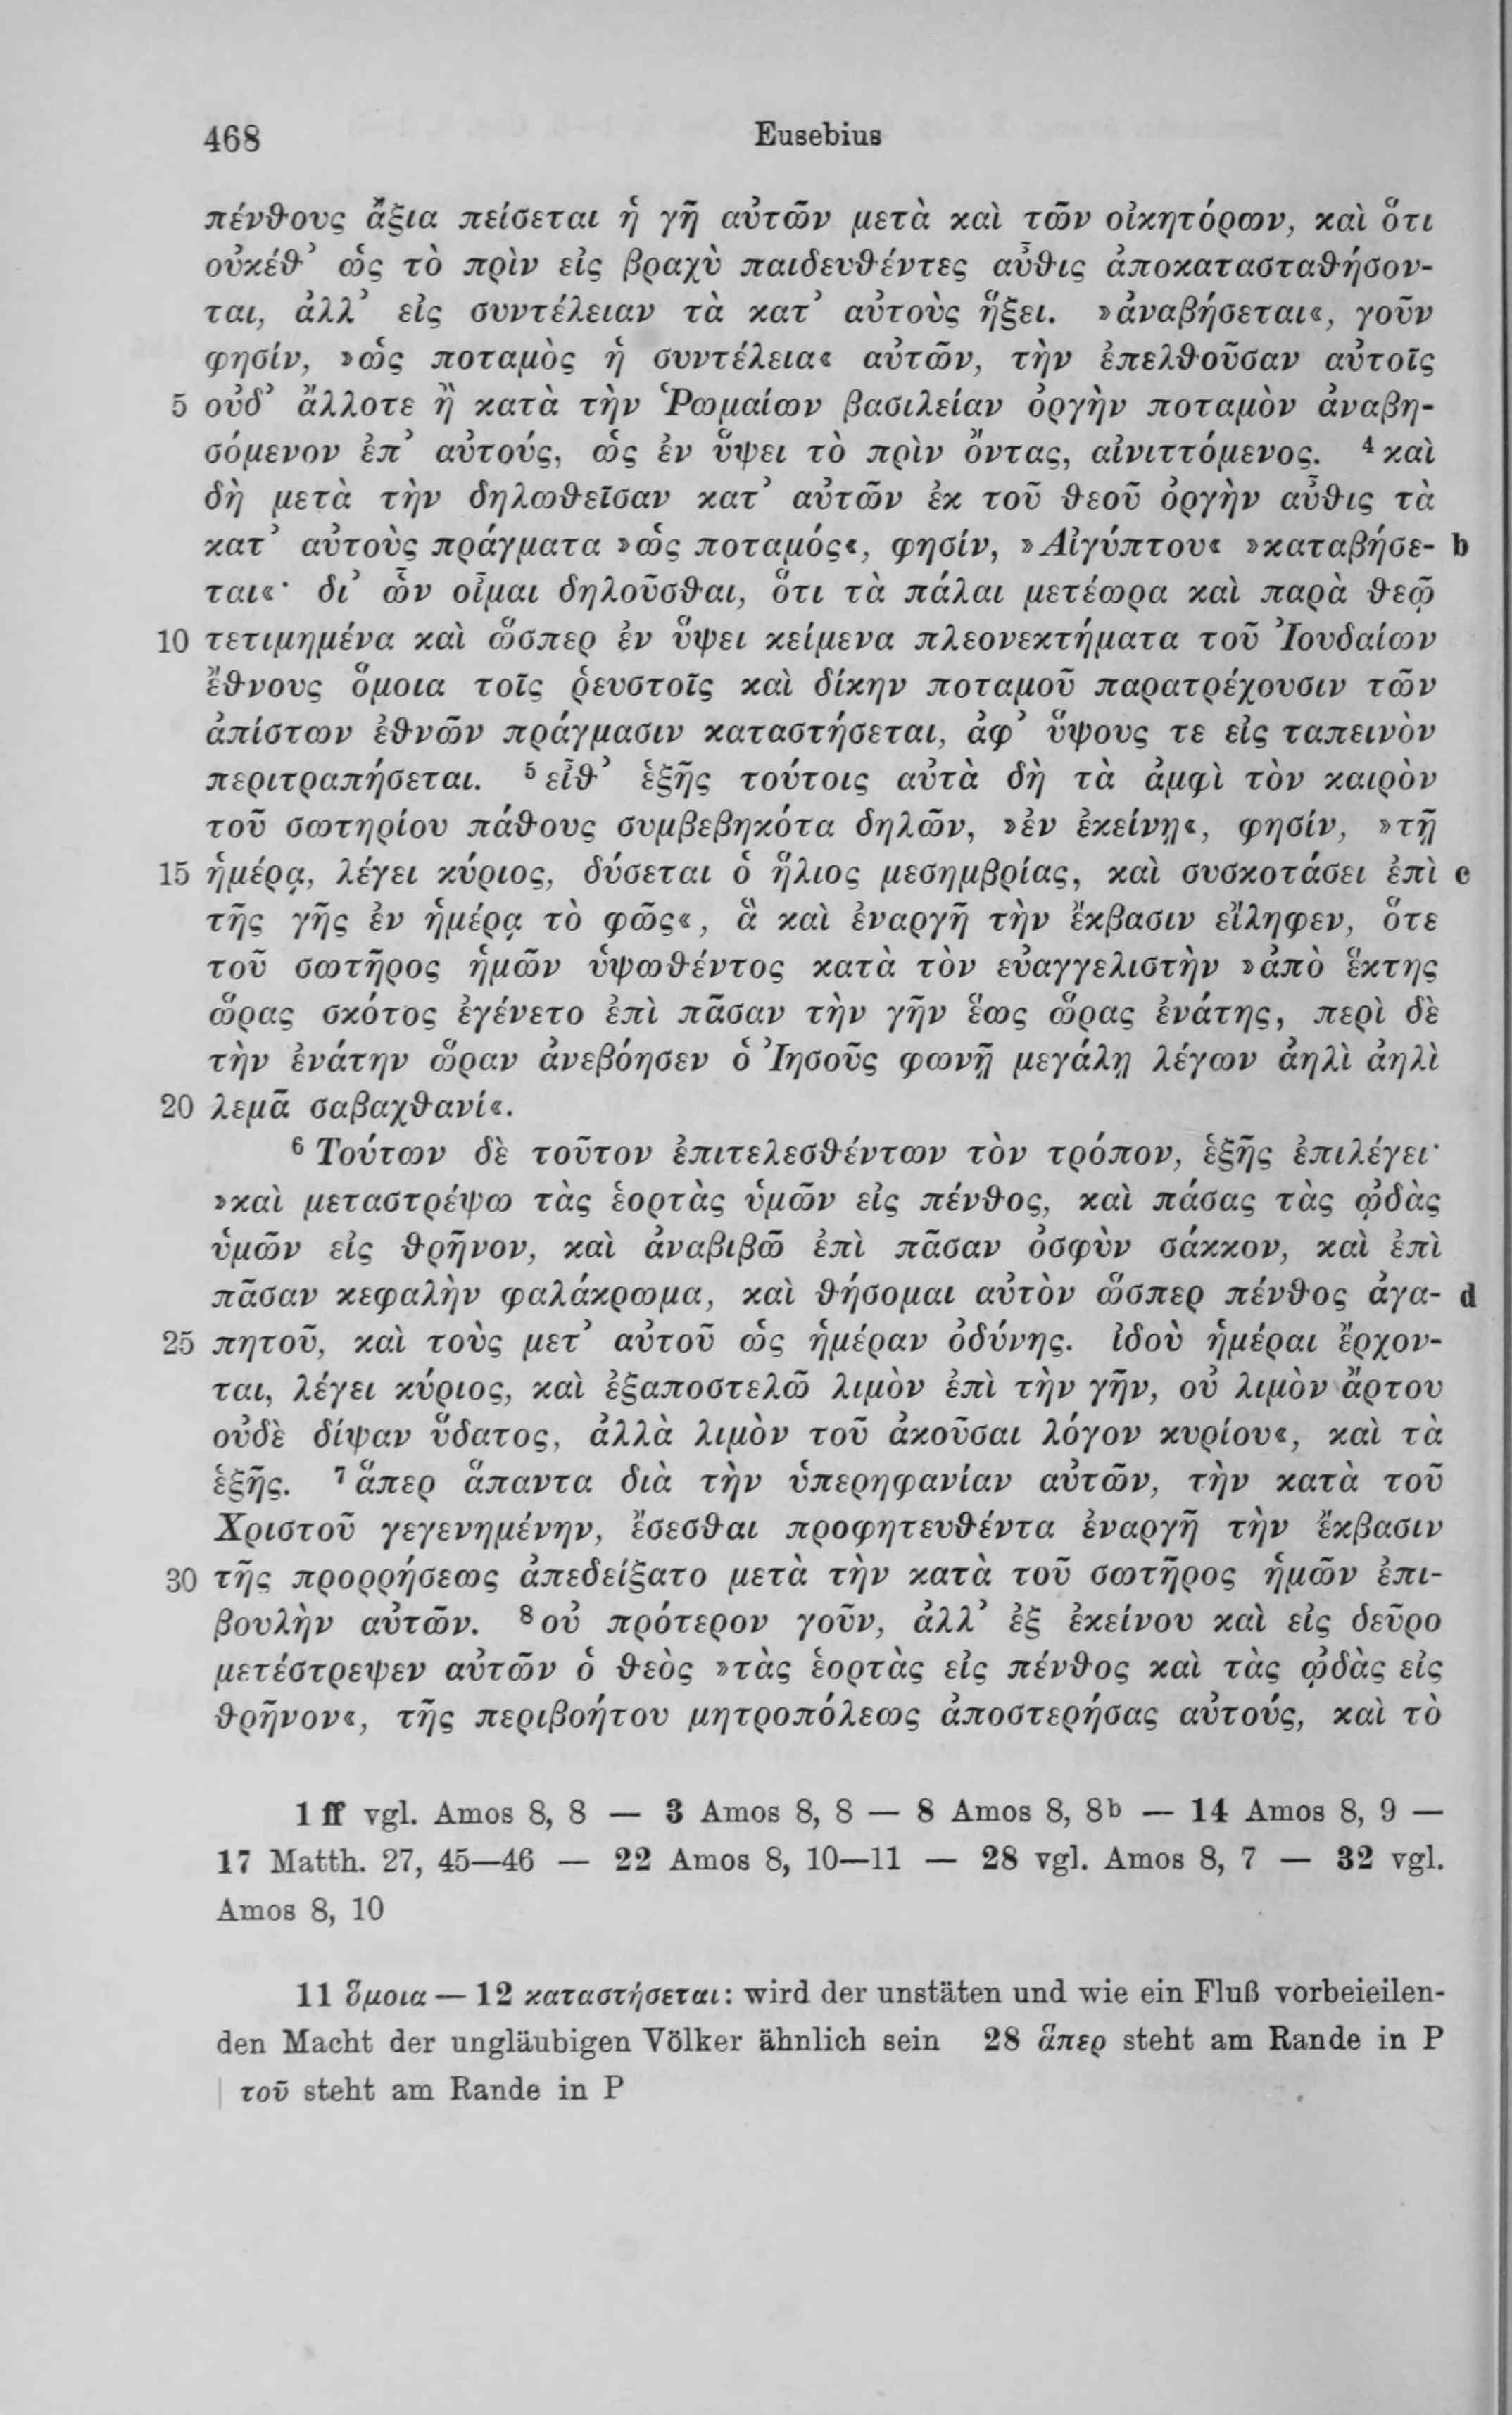 468 Eusebius
πένθους ἄξια πείσεται ἡ γῆ αὐτῶν μετὰ καὶ τῶν οἰκητόρων, καὶ ὅτι
οὐκέθ’ ὡς τὸ πρὶν εἰς βραχὺ παιδευθέντες αὖθις ἀποκατασταθήσον-
ται, ἀλλ’ εἰς συντέλειαν τὰ κατ’ αὐτοὺς ἥξει. »ἀναβήσεται«, γοῦν
φησίν, »ὡς ποταμὸς ἡ συντέλεια« αὐτῶν, τὴν ἐπελθοῦσαν αὐτοῖς
5 οὐδ’ ἄλλοτε ἢ κατὰ τὴν Ῥωμαίων βασιλείαν ὀργὴν ποταμὸν ἀναβη-
σόμενον ἐπ’ αὐτούς, ὡς ἐν ὕψει τὸ πρὶν ὄντας, αἰνιττόμενος. ⁴ καὶ
δὴ μετὰ τὴν δηλωθεῖσαν κατ’ αὐτῶν ἐκ τοῦ θεοῦ ὀργὴν αὖθις τὰ
κατ’ αὐτοὺς πράγματα »ὡς ποταμός«, φησίν, »Αἰγύπτου« »καταβήσε- b
ται«· δι’ ὧν οἶμαι δηλοῦσθαι, ὅτι τὰ πάλαι μετέωρα καὶ παρὰ θεῷ
10 τετιμημένα καὶ ὥσπερ ἐν ὕψει κείμενα πλεονεκτήματα τοῦ Ἰουδαίων
ἔθνους ὅμοια τοῖς ῥευστοῖς καὶ δίκην ποταμοῦ παρατρέχουσιν τῶν
ἀπίστων ἐθνῶν πράγμασιν καταστήσεται, ἀφ’ ὕψους τε εἰς ταπεινὸν
περιτραπήσεται. ⁵ εἶθ’ ἑξῆς τούτοις αὐτὰ δὴ τὰ ἀμφὶ τὸν καιρὸν
τοῦ σωτηρίου πάθους συμβεβηκότα δηλῶν, »ἐν ἐκείνῃ«, φησίν, »τῇ
15 ἡμέρᾳ, λέγει κύριος, δύσεται ὁ ἥλιος μεσημβρίας, καὶ συσκοτάσει ἐπὶ c
τῆς γῆς ἐν ἡμέρᾳ τὸ φῶς«, ἃ καὶ ἐναργῆ τὴν ἔκβασιν εἴληφεν, ὅτε
τοῦ σωτῆρος ἡμῶν ὑψωθέντος κατὰ τὸν εὐαγγελιστὴν »ἀπὸ ἕκτης
ὥρας σκότος ἐγένετο ἐπὶ πᾶσαν τὴν γῆν ἕως ὥρας ἐνάτης, περὶ δὲ
τὴν ἐνάτην ὥραν ἀνεβόησεν ὁ Ἰησοῦς φωνῇ μεγάλῃ λέγων ἀηλὶ ἀηλὶ
20 λεμᾶ σαβαχθανί«.
⁶ Τούτων δὲ τοῦτον ἐπιτελεσθέντων τὸν τρόπον, ἑξῆς ἐπιλέγει·
»καὶ μεταστρέψω τὰς ἑορτὰς ὑμῶν εἰς πένθος, καὶ πάσας τὰς ᾠδὰς
ὑμῶν εἰς θρῆνον, καὶ ἀναβιβῶ ἐπὶ πᾶσαν ὀσφὺν σάκκον, καὶ ἐπὶ
πᾶσαν κεφαλὴν φαλάκρωμα, καὶ θήσομαι αὐτὸν ὥσπερ πένθος ἀγα- d
25 πητοῦ, καὶ τοὺς μετ’ αὐτοῦ ὡς ἡμέραν ὀδύνης. ἰδοὺ ἡμέραι ἔρχον-
ται, λέγει κύριος, καὶ ἐξαποστελῶ λιμὸν ἐπὶ τὴν γῆν, οὐ λιμὸν ἄρτου
οὐδὲ δίψαν ὕδατος, ἀλλὰ λιμὸν τοῦ ἀκοῦσαι λόγον κυρίου«, καὶ τὰ
ἑξῆς. ⁷ ἅπερ ἅπαντα διὰ τὴν ὑπερηφανίαν αὐτῶν, τὴν κατὰ τοῦ
Χριστοῦ γεγενημένην, ἔσεσθαι προφητευθέντα ἐναργῆ τὴν ἔκβασιν
30 τῆς προρρήσεως ἀπεδείξατο μετὰ τὴν κατὰ τοῦ σωτῆρος ἡμῶν ἐπι-
βουλὴν αὐτῶν. ⁸ οὐ πρότερον γοῦν, ἀλλ’ ἐξ ἐκείνου καὶ εἰς δεῦρο
μετέστρεψεν αὐτῶν ὁ θεὸς »τὰς ἑορτὰς εἰς πένθος καὶ τὰς ᾠδὰς εἰς
θρῆνον«, τῆς περιβοήτου μητροπόλεως ἀποστερήσας αὐτούς, καὶ τὸ
1 ff vgl. Amos 8, 8 — 3 Amos 8, 8 — 8 Amos 8, 8b — 14 Amos 8, 9 —
17 Matth. 27, 45—46 — 22 Amos 8, 10—11 — 28 vgl. Amos 8, 7 — 32 vgl.
Amos 8, 10
11 ὅμοια — 12 καταστήσεται: wird der unstäten und wie ein Fluß vorbeieilen-
den Macht der ungläubigen Völker ähnlich sein 28 ἅπερ steht am Rande in P
| τοῦ steht am Rande in P